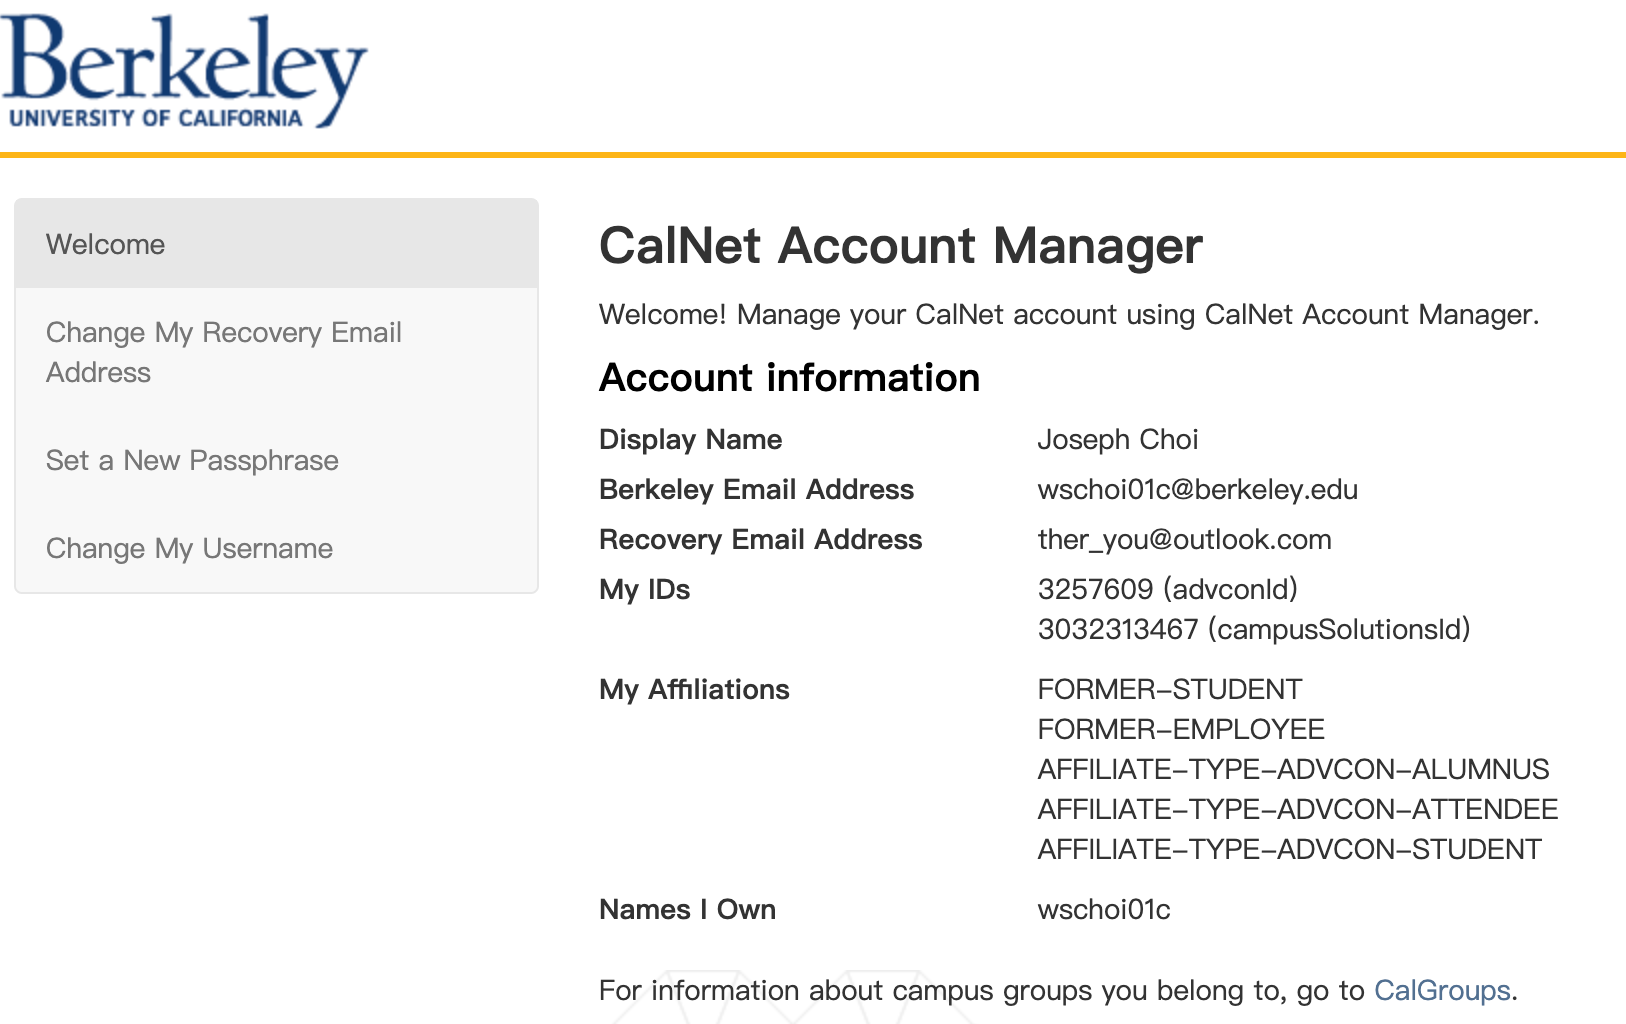 Berkeley
UNIVERSITY OF CALIFORNIA
Welcome
Change My Recovery Email
Address
Set a New Passphrase
Change My Username
CalNet Account Manager
Welcome! Manage your CalNet account using CalNet Account Manager.
Account information
Display Name Joseph Choi
Berkeley Email Address wschoi01c@berkeley.edu
Recovery Email Address ther_you@outlook.com
My IDs 3257609 (advconId)
3032313467 (campusSolutionsId)
My Affiliations FORMER-STUDENT
FORMER-EMPLOYEE
AFFILIATE-TYPE-ADVCON-ALUMNUS
AFFILIATE-TYPE-ADVCON-ATTENDEE
AFFILIATE-TYPE-ADVCON-STUDENT
Names I Own wschoi01c
For information about campus groups you belong to, go to CalGroups.